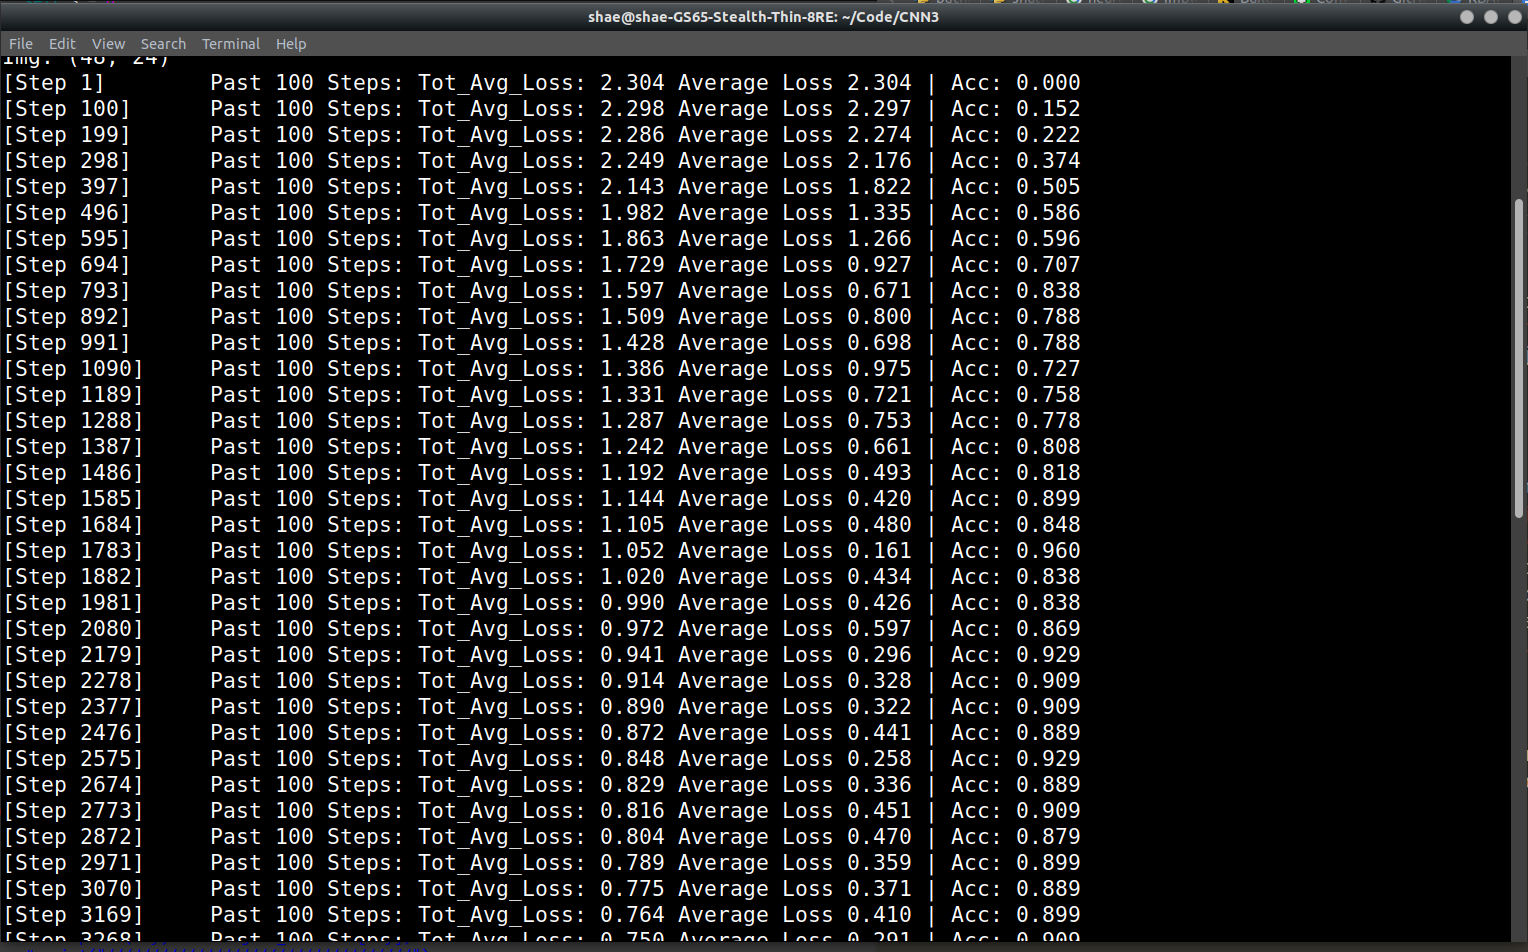 shae@shae-GS65-Stealth-Thin-8RE: ~/Code/CNN3
File Edit View Search Terminal Help
img: (48, 24)
[Step 1] Past 100 Steps: Tot_Avg_Loss: 2.304 Average Loss 2.304 | Acc: 0.000
[Step 100] Past 100 Steps: Tot_Avg_Loss: 2.298 Average Loss 2.297 | Acc: 0.152
[Step 199] Past 100 Steps: Tot_Avg_Loss: 2.286 Average Loss 2.274 | Acc: 0.222
[Step 298] Past 100 Steps: Tot_Avg_Loss: 2.249 Average Loss 2.176 | Acc: 0.374
[Step 397] Past 100 Steps: Tot_Avg_Loss: 2.143 Average Loss 1.822 | Acc: 0.505
[Step 496] Past 100 Steps: Tot_Avg_Loss: 1.982 Average Loss 1.335 | Acc: 0.586
[Step 595] Past 100 Steps: Tot_Avg_Loss: 1.863 Average Loss 1.266 | Acc: 0.596
[Step 694] Past 100 Steps: Tot_Avg_Loss: 1.729 Average Loss 0.927 | Acc: 0.707
[Step 793] Past 100 Steps: Tot_Avg_Loss: 1.597 Average Loss 0.671 | Acc: 0.838
[Step 892] Past 100 Steps: Tot_Avg_Loss: 1.509 Average Loss 0.800 | Acc: 0.788
[Step 991] Past 100 Steps: Tot_Avg_Loss: 1.428 Average Loss 0.698 | Acc: 0.788
[Step 1090] Past 100 Steps: Tot_Avg_Loss: 1.386 Average Loss 0.975 | Acc: 0.727
[Step 1189] Past 100 Steps: Tot_Avg_Loss: 1.331 Average Loss 0.721 | Acc: 0.758
[Step 1288] Past 100 Steps: Tot_Avg_Loss: 1.287 Average Loss 0.753 | Acc: 0.778
[Step 1387] Past 100 Steps: Tot_Avg_Loss: 1.242 Average Loss 0.661 | Acc: 0.808
[Step 1486] Past 100 Steps: Tot_Avg_Loss: 1.192 Average Loss 0.493 | Acc: 0.818
[Step 1585] Past 100 Steps: Tot_Avg_Loss: 1.144 Average Loss 0.420 | Acc: 0.899
[Step 1684] Past 100 Steps: Tot_Avg_Loss: 1.105 Average Loss 0.480 | Acc: 0.848
[Step 1783] Past 100 Steps: Tot_Avg_Loss: 1.052 Average Loss 0.161 | Acc: 0.960
[Step 1882] Past 100 Steps: Tot_Avg_Loss: 1.020 Average Loss 0.434 | Acc: 0.838
[Step 1981] Past 100 Steps: Tot_Avg_Loss: 0.990 Average Loss 0.426 | Acc: 0.838
[Step 2080] Past 100 Steps: Tot_Avg_Loss: 0.972 Average Loss 0.597 | Acc: 0.869
[Step 2179] Past 100 Steps: Tot_Avg_Loss: 0.941 Average Loss 0.296 | Acc: 0.929
[Step 2278] Past 100 Steps: Tot_Avg_Loss: 0.914 Average Loss 0.328 | Acc: 0.909
[Step 2377] Past 100 Steps: Tot_Avg_Loss: 0.890 Average Loss 0.322 | Acc: 0.909
[Step 2476] Past 100 Steps: Tot_Avg_Loss: 0.872 Average Loss 0.441 | Acc: 0.889
[Step 2575] Past 100 Steps: Tot_Avg_Loss: 0.848 Average Loss 0.258 | Acc: 0.929
[Step 2674] Past 100 Steps: Tot_Avg_Loss: 0.829 Average Loss 0.336 | Acc: 0.889
[Step 2773] Past 100 Steps: Tot_Avg_Loss: 0.816 Average Loss 0.451 | Acc: 0.909
[Step 2872] Past 100 Steps: Tot_Avg_Loss: 0.804 Average Loss 0.470 | Acc: 0.879
[Step 2971] Past 100 Steps: Tot_Avg_Loss: 0.789 Average Loss 0.359 | Acc: 0.899
[Step 3070] Past 100 Steps: Tot_Avg_Loss: 0.775 Average Loss 0.371 | Acc: 0.889
[Step 3169] Past 100 Steps: Tot_Avg_Loss: 0.764 Average Loss 0.410 | Acc: 0.899
[Step 3268] Past 100 Steps: Tot_Avg_Loss: 0.750 Average Loss 0.291 | Acc: 0.909